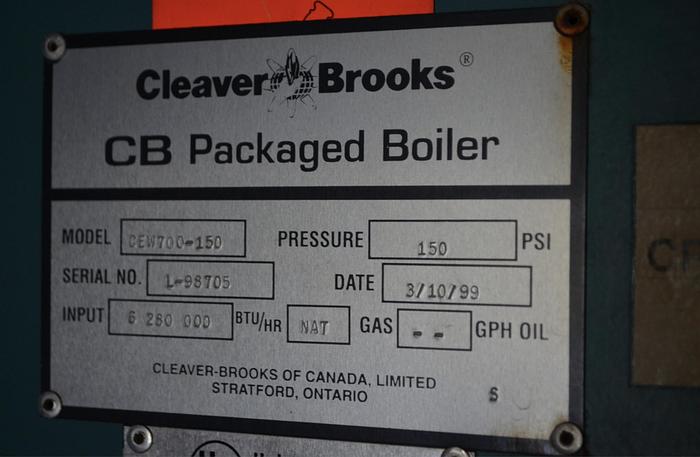 Cleaver Brooks®
CB Packaged Boiler
MODEL CEW700-150 PRESSURE 150 PSI
SERIAL NO. L-98705 DATE 3/10/99
INPUT 6 280 000 BTU/HR NAT GAS -- GPH OIL
CLEAVER-BROOKS OF CANADA, LIMITED
STRATFORD, ONTARIO S